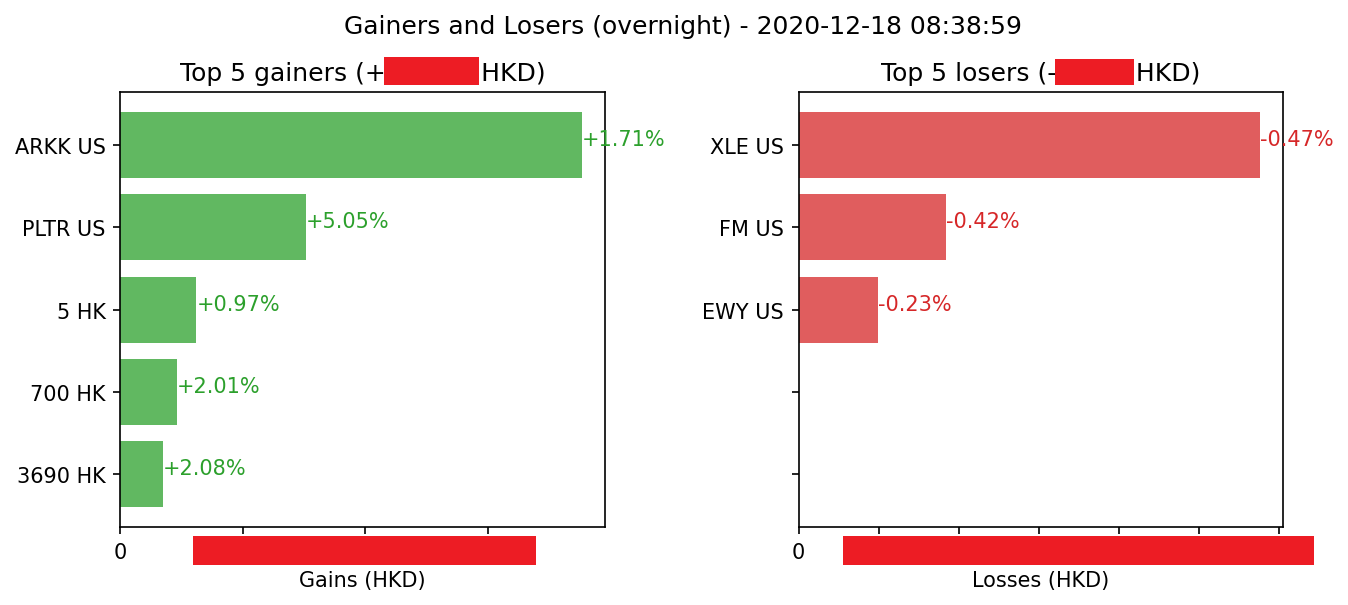 Gainers and Losers (overnight) - 2020-12-18 08:38:59
Top 5 gainers (+ HKD)
ARKK US
+1.71%
PLTR US
+5.05%
5 HK
+0.97%
700 HK
+2.01%
3690 HK
+2.08%
0
Gains (HKD)
Top 5 losers (- HKD)
XLE US
-0.47%
FM US
-0.42%
EWY US
-0.23%
0
Losses (HKD)